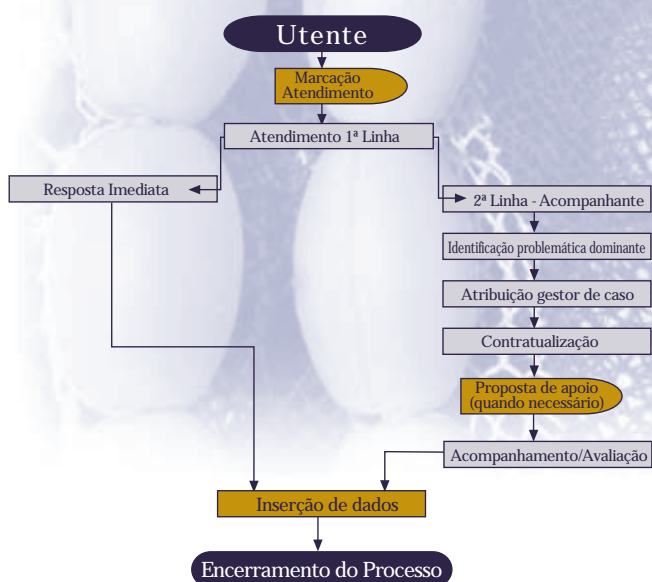 Utente
Marcação
Atendimento
Atendimento 1ª Linha
Resposta Imediata
2ª Linha - Acompanhante
Identificação problemática dominante
Atribuição gestor de caso
Contratualização
Proposta de apoio
(quando necessário)
Acompanhamento/Avaliação
Inserção de dados
Encerramento do Processo